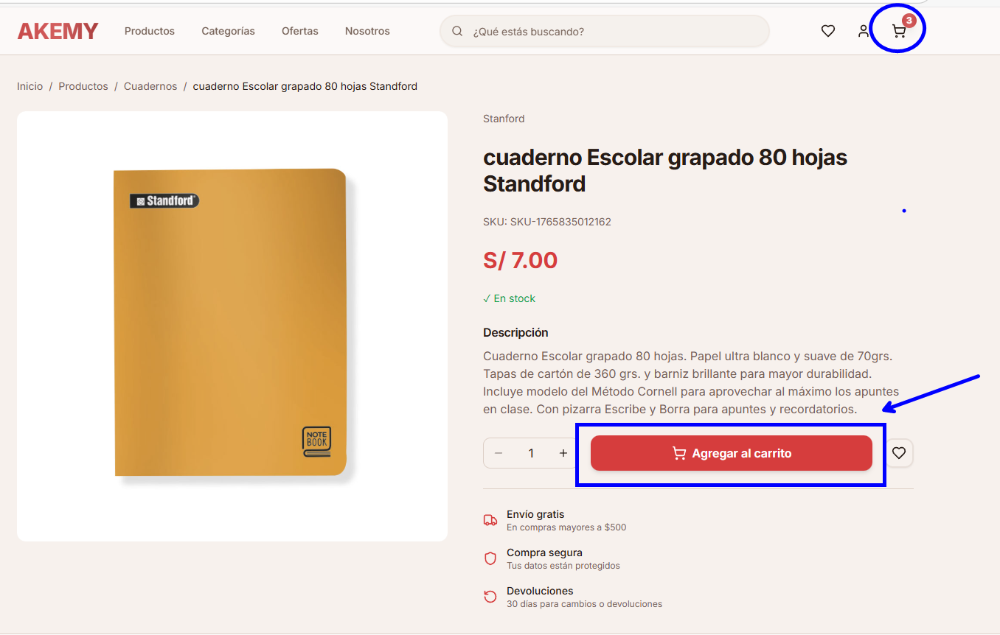 AKEMY
Productos
Categorías
Ofertas
Nosotros
¿Qué estás buscando?
3
Inicio / Productos / Cuadernos / cuaderno Escolar grapado 80 hojas Standford
Standford
NOTE
BOOK
Stanford
cuaderno Escolar grapado 80 hojas
Standford
SKU: SKU-1765835012162
S/ 7.00
✓ En stock
Descripción
Cuaderno Escolar grapado 80 hojas. Papel ultra blanco y suave de 70grs.
Tapas de cartón de 360 grs. y barniz brillante para mayor durabilidad.
Incluye modelo del Método Cornell para aprovechar al máximo los apuntes
en clase. Con pizarra Escribe y Borra para apuntes y recordatorios.
− 1 +
Agregar al carrito
Envío gratis
En compras mayores a $500
Compra segura
Tus datos están protegidos
Devoluciones
30 días para cambios o devoluciones